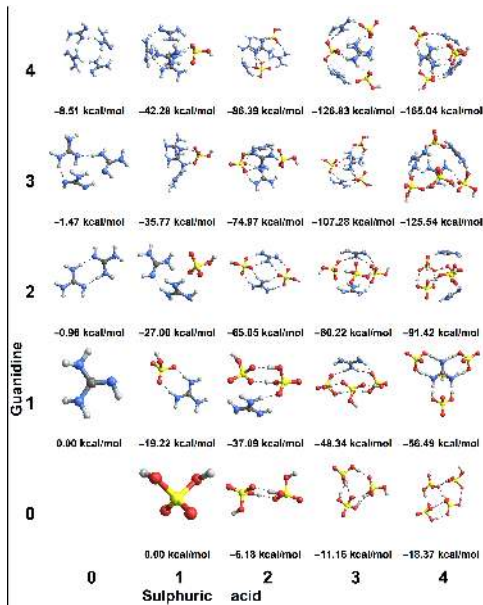 4
-8.51 kcal/mol -42.28 kcal/mol -86.39 kcal/mol -126.83 kcal/mol -165.04 kcal/mol
3
-1.47 kcal/mol -35.77 kcal/mol -74.97 kcal/mol -107.28 kcal/mol -125.54 kcal/mol
2
-0.96 kcal/mol -27.00 kcal/mol -65.05 kcal/mol -80.22 kcal/mol -91.42 kcal/mol
Guanidine
1
0.00 kcal/mol -19.22 kcal/mol -37.09 kcal/mol -48.34 kcal/mol -56.49 kcal/mol
0
0.00 kcal/mol -6.18 kcal/mol -11.15 kcal/mol -18.37 kcal/mol
0 1 2 3 4
Sulphuric acid